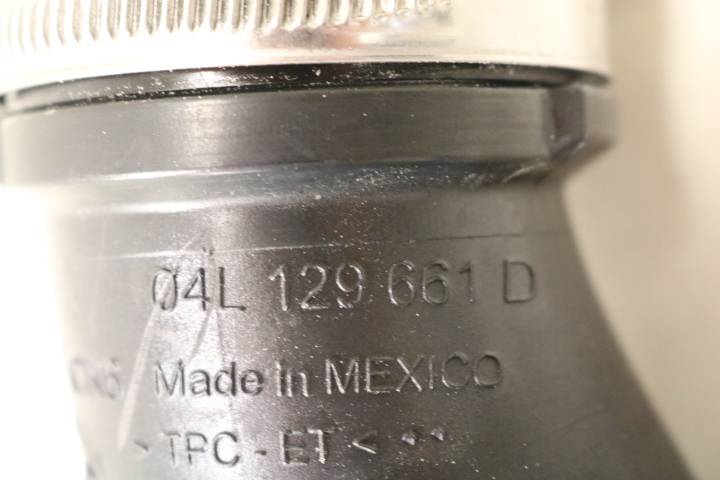 04L 129 661 D
Made in MEXICO
> TPC - ET < **